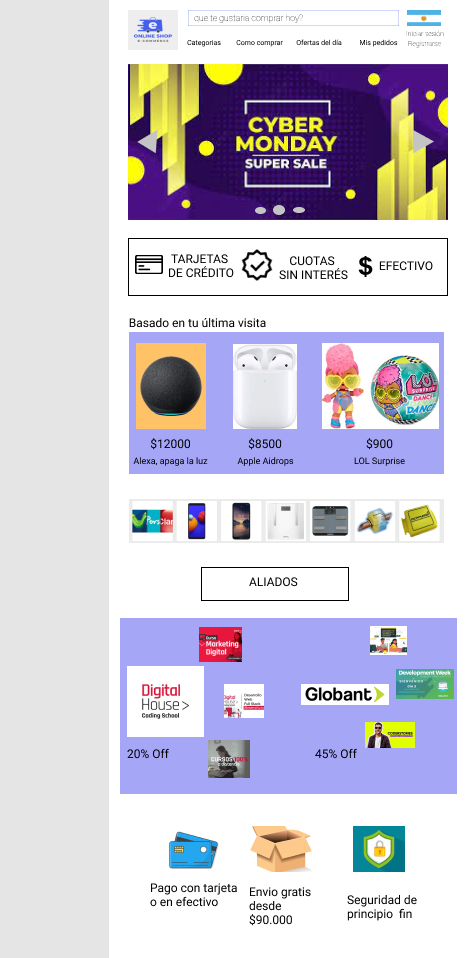 que te gustaria comprar hoy?
ONLINE SHOP
E-COMMERCE
Iniciar sesión
Registrarse
Categorias
Como comprar
Ofertas del día
Mis pedidos
CYBER
MONDAY
SUPER SALE
TARJETAS
DE CRÉDITO
CUOTAS
SIN INTERÉS
$ EFECTIVO
Basado en tu última visita
L.O.L
SURPRISE
DANCE
$12000
$8500
$900
Alexa, apaga la luz
Apple Aidrops
LOL Surprise
ALIADOS
Marketing
Digital
Development Week
Digital
House>
Coding School
Desarrollo
Web
Full Stack
Globant
20% Off
45% Off
Pago con tarjeta
o en efectivo
Envio gratis
desde
$90.000
Seguridad de
principio fin